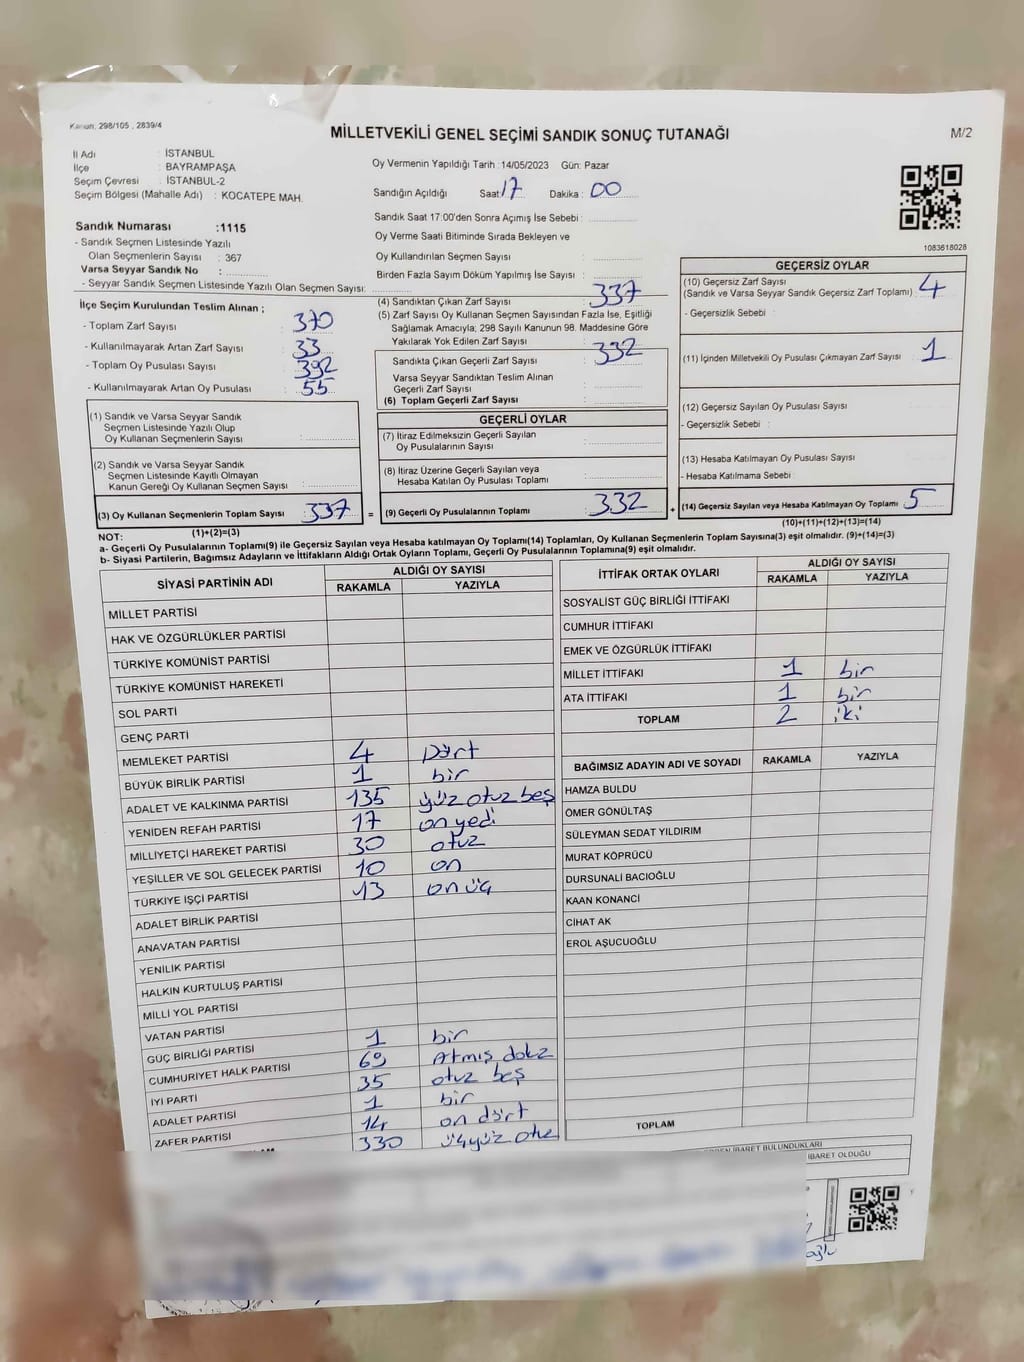 Kanun: 298/105 , 2839/4
MİLLETVEKİLİ GENEL SEÇİMİ SANDIK SONUÇ TUTANAĞI
M/2
İl Adı : İSTANBUL
İlçe : BAYRAMPAŞA
Seçim Çevresi : İSTANBUL-2
Seçim Bölgesi (Mahalle Adı) : KOCATEPE MAH.
Oy Vermenin Yapıldığı Tarih :14/05/2023 Gün: Pazar
Sandığın Açıldığı Saat 17 Dakika : 00
Sandık Saat 17:00'den Sonra Açımış İse Sebebi :
Oy Verme Saati Bitiminde Sırada Bekleyen ve
Oy Kullandırılan Seçmen Sayısı :
Birden Fazla Sayım Döküm Yapılmış İse Sayısı :
1083618028
Sandık Numarası :1115
- Sandık Seçmen Listesinde Yazılı
Olan Seçmenlerin Sayısı : 367
Varsa Seyyar Sandık No :
- Seyyar Sandık Seçmen Listesinde Yazılı Olan Seçmen Sayısı:
İlçe Seçim Kurulundan Teslim Alınan ;
- Toplam Zarf Sayısı : 370
- Kullanılmayarak Artan Zarf Sayısı : 33
- Toplam Oy Pusulası Sayısı : 392
- Kullanılmayarak Artan Oy Pusulası : 55
(4) Sandıktan Çıkan Zarf Sayısı : 337
(5) Zarf Sayısı Oy Kullanan Seçmen Sayısından Fazla İse, Eşitliği
Sağlamak Amacıyla; 298 Sayılı Kanunun 98. Maddesine Göre
Yakılarak Yok Edilen Zarf Sayısı :
Sandıkta Çıkan Geçerli Zarf Sayısı : 332
Varsa Seyyar Sandıktan Teslim Alınan
Geçerli Zarf Sayısı :
(6) Toplam Geçerli Zarf Sayısı :
GEÇERSİZ OYLAR
(10) Geçersiz Zarf Sayısı
(Sandık ve Varsa Seyyar Sandık Geçersiz Zarf Toplamı) : 4
- Geçersizlik Sebebi :
(11) İçinden Milletvekili Oy Pusulası Çıkmayan Zarf Sayısı : 1
(12) Geçersiz Sayılan Oy Pusulası Sayısı :
- Geçersizlik Sebebi :
(13) Hesaba Katılmayan Oy Pusulası Sayısı :
- Hesaba Katılmama Sebebi :
(14) Geçersiz Sayılan veya Hesaba Katılmayan Oy Toplamı : 5
(10)+(11)+(12)+(13)=(14)
(1) Sandık ve Varsa Seyyar Sandık
Seçmen Listesinde Yazılı Olup
Oy Kullanan Seçmenlerin Sayısı :
(2) Sandık ve Varsa Seyyar Sandık
Seçmen Listesinde Kayıtlı Olmayan
Kanun Gereği Oy Kullanan Seçmen Sayısı :
(3) Oy Kullanan Seçmenlerin Toplam Sayısı : 337 =
(1)+(2)=(3)
GEÇERLİ OYLAR
(7) İtiraz Edilmeksizin Geçerli Sayılan
Oy Pusulalarının Sayısı :
(8) İtiraz Üzerine Geçerli Sayılan veya
Hesaba Katılan Oy Pusulası Toplamı :
(9) Geçerli Oy Pusulalarının Toplamı : 332 +
NOT:
a- Geçerli Oy Pusulalarının Toplamı(9) ile Geçersiz Sayılan veya Hesaba katılmayan Oy Toplamı(14) Toplamları, Oy Kullanan Seçmenlerin Toplam Sayısına(3) eşit olmalıdır. (9)+(14)=(3)
b- Siyasi Partilerin, Bağımsız Adayların ve İttifakların Aldığı Ortak Oyların Toplamı, Geçerli Oy Pusulalarının Toplamına(9) eşit olmalıdır.
SİYASİ PARTİNİN ADI ALDIĞI OY SAYISI
RAKAMLA YAZIYLA
MİLLET PARTİSİ
HAK VE ÖZGÜRLÜKLER PARTİSİ
TÜRKİYE KOMÜNİST PARTİSİ
TÜRKİYE KOMÜNİST HAREKETİ
SOL PARTİ
GENÇ PARTİ
MEMLEKET PARTİSİ 4 Dört
BÜYÜK BİRLİK PARTİSİ 1 bir
ADALET VE KALKINMA PARTİSİ 135 yüz otuz beş
YENİDEN REFAH PARTİSİ 17 on yedi
MİLLİYETÇİ HAREKET PARTİSİ 30 otuz
YEŞİLLER VE SOL GELECEK PARTİSİ 10 on
TÜRKİYE İŞÇİ PARTİSİ 13 on üç
ADALET BİRLİK PARTİSİ
ANAVATAN PARTİSİ
YENİLİK PARTİSİ
HALKIN KURTULUŞ PARTİSİ
MİLLİ YOL PARTİSİ
VATAN PARTİSİ
GÜÇ BİRLİĞİ PARTİSİ 1 bir
CUMHURİYET HALK PARTİSİ 69 Atmış dokz
İYİ PARTİ 35 otuz beş
ADALET PARTİSİ 1 bir
ZAFER PARTİSİ 14 on dört
330 üçyüz otuz
İTTİFAK ORTAK OYLARI ALDIĞI OY SAYISI
RAKAMLA YAZIYLA
SOSYALİST GÜÇ BİRLİĞİ İTTİFAKI
CUMHUR İTTİFAKI
EMEK VE ÖZGÜRLÜK İTTİFAKI
MİLLET İTTİFAKI 1 bir
ATA İTTİFAKI 1 bir
TOPLAM 2 iki
BAĞIMSIZ ADAYIN ADI VE SOYADI RAKAMLA YAZIYLA
HAMZA BULDU
ÖMER GÖNÜLTAŞ
SÜLEYMAN SEDAT YILDIRIM
MURAT KÖPRÜCÜ
DURSUNALİ BACIOĞLU
KAAN KONANCİ
CİHAT AK
EROL AŞUCUOĞLU
TOPLAM
İBARET BULUNDUKLARI
İBARET OLDUĞU